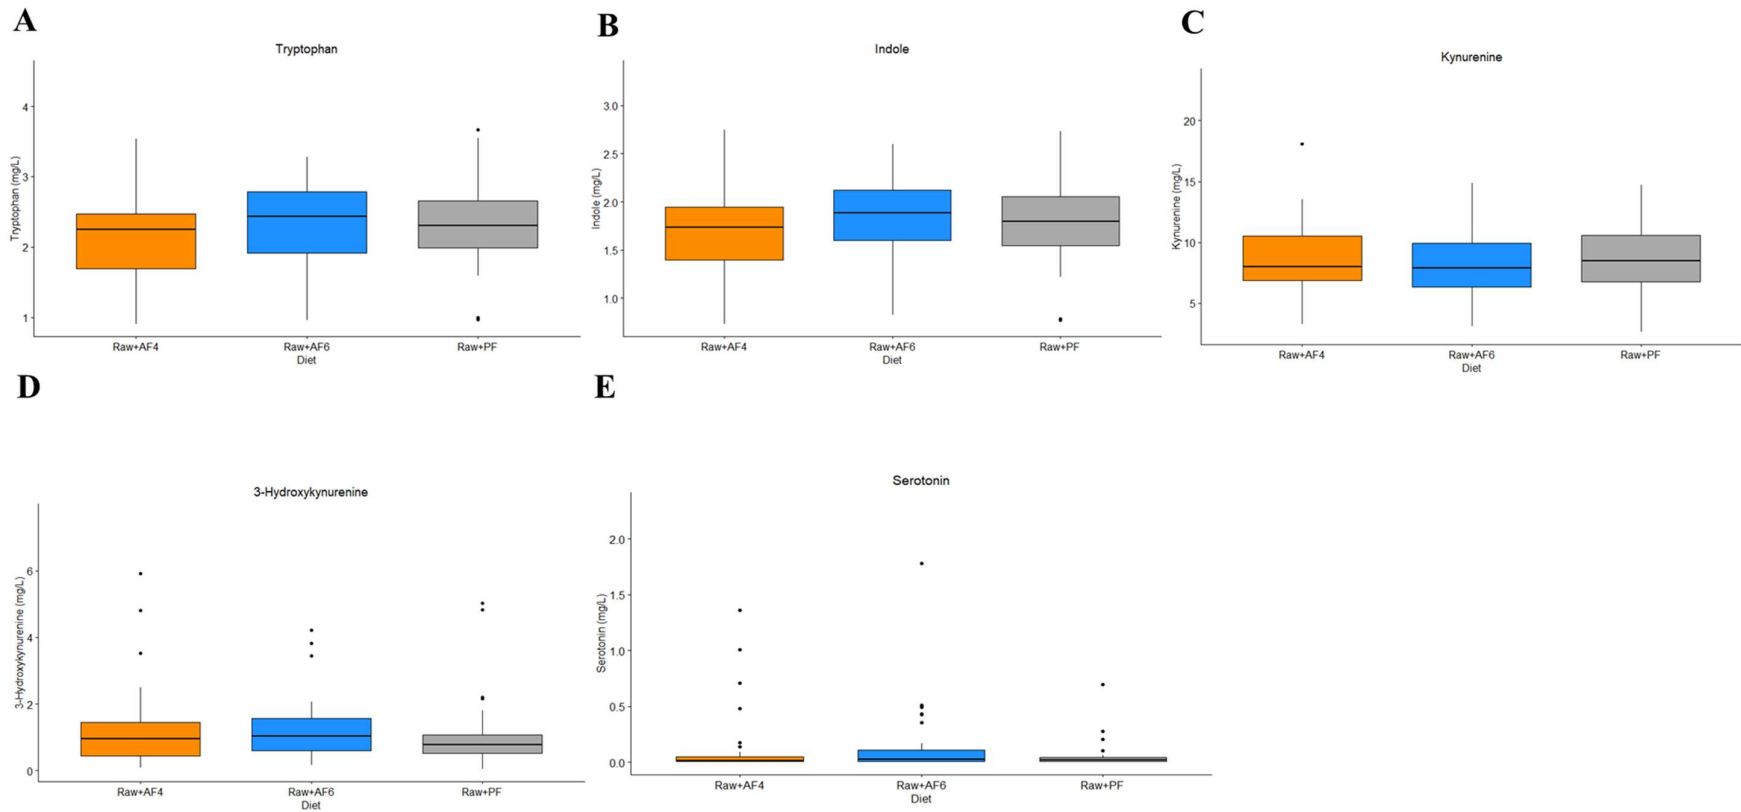 A
Tryptophan
Tryptophan (mg/L)
4
3
2
1
Raw+AF4 Raw+AF6 Raw+PF
Diet
B
Indole
Indole (mg/L)
3.0
2.5
2.0
1.5
1.0
Raw+AF4 Raw+AF6 Raw+PF
Diet
C
Kynurenine
Kynurenine (mg/L)
20
15
10
5
Raw+AF4 Raw+AF6 Raw+PF
Diet
D
3-Hydroxykynurenine
3-Hydroxykynurenine (mg/L)
6
4
2
0
Raw+AF4 Raw+AF6 Raw+PF
Diet
E
Serotonin
Serotonin (mg/L)
2.0
1.5
1.0
0.5
0.0
Raw+AF4 Raw+AF6 Raw+PF
Diet